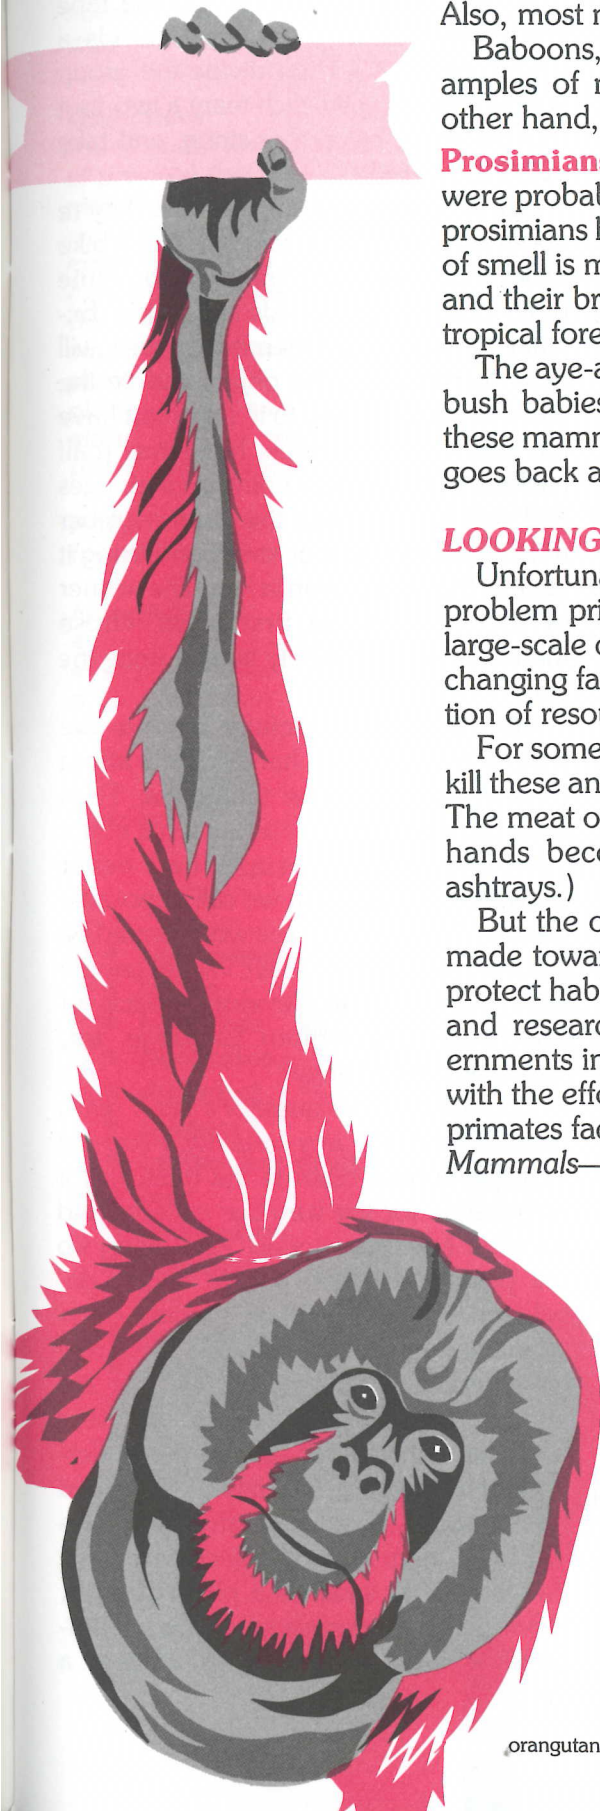 Also, most
Baboons,
amples of
other hand,
Prosimians
were probab
prosimians
of smell is
and their br
tropical fore
The aye-a
bush babies
these mamm
goes back a
LOOKING
Unfortuna
problem pri
large-scale
changing fa
tion of resou
For some
kill these an
The meat o
hands beco
ashtrays.)
But the o
made towar
protect hab
and researc
ernments in
with the effo
primates fac
Mammals—
orangutan